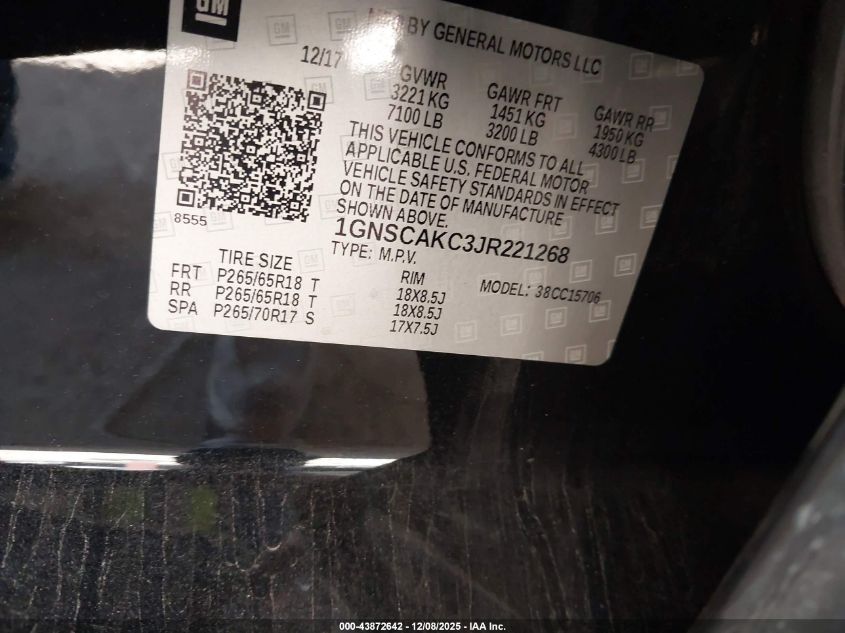 GM
BY GENERAL MOTORS LLC
12/17
GVWR
3221 KG
7100 LB
GAWR FRT
1451 KG
3200 LB
GAWR RR
1950 KG
4300 LB
THIS VEHICLE CONFORMS TO ALL
APPLICABLE U.S. FEDERAL MOTOR
VEHICLE SAFETY STANDARDS IN EFFECT
ON THE DATE OF MANUFACTURE
SHOWN ABOVE.
8555
1GNSCAKC3JR221268
TYPE: M.P.V.
MODEL: 38CC15706
TIRE SIZE
RIM
FRT P265/65R18 T 18X8.5J
RR P265/65R18 T 18X8.5J
SPA P265/70R17 S 17X7.5J
000-43872642 - 12/08/2025 - IAA Inc.